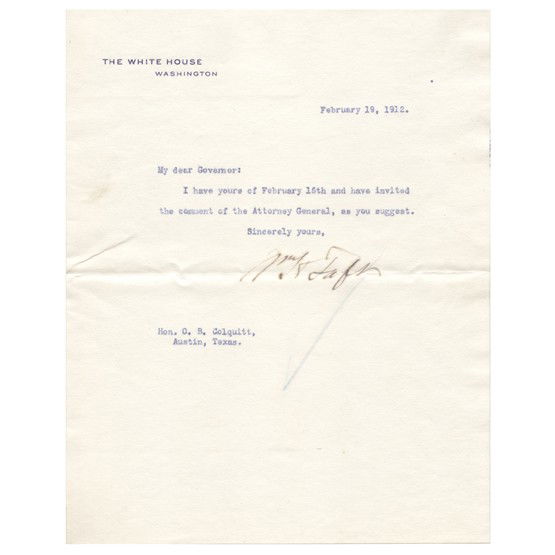 THE WHITE HOUSE
WASHINGTON
February 19, 1912.
My dear Governor:
I have yours of February 15th and have invited
the comment of the Attorney General, as you suggest.
Sincerely yours,
Wm H Taft
Hon. O. B. Colquitt,
Austin, Texas.